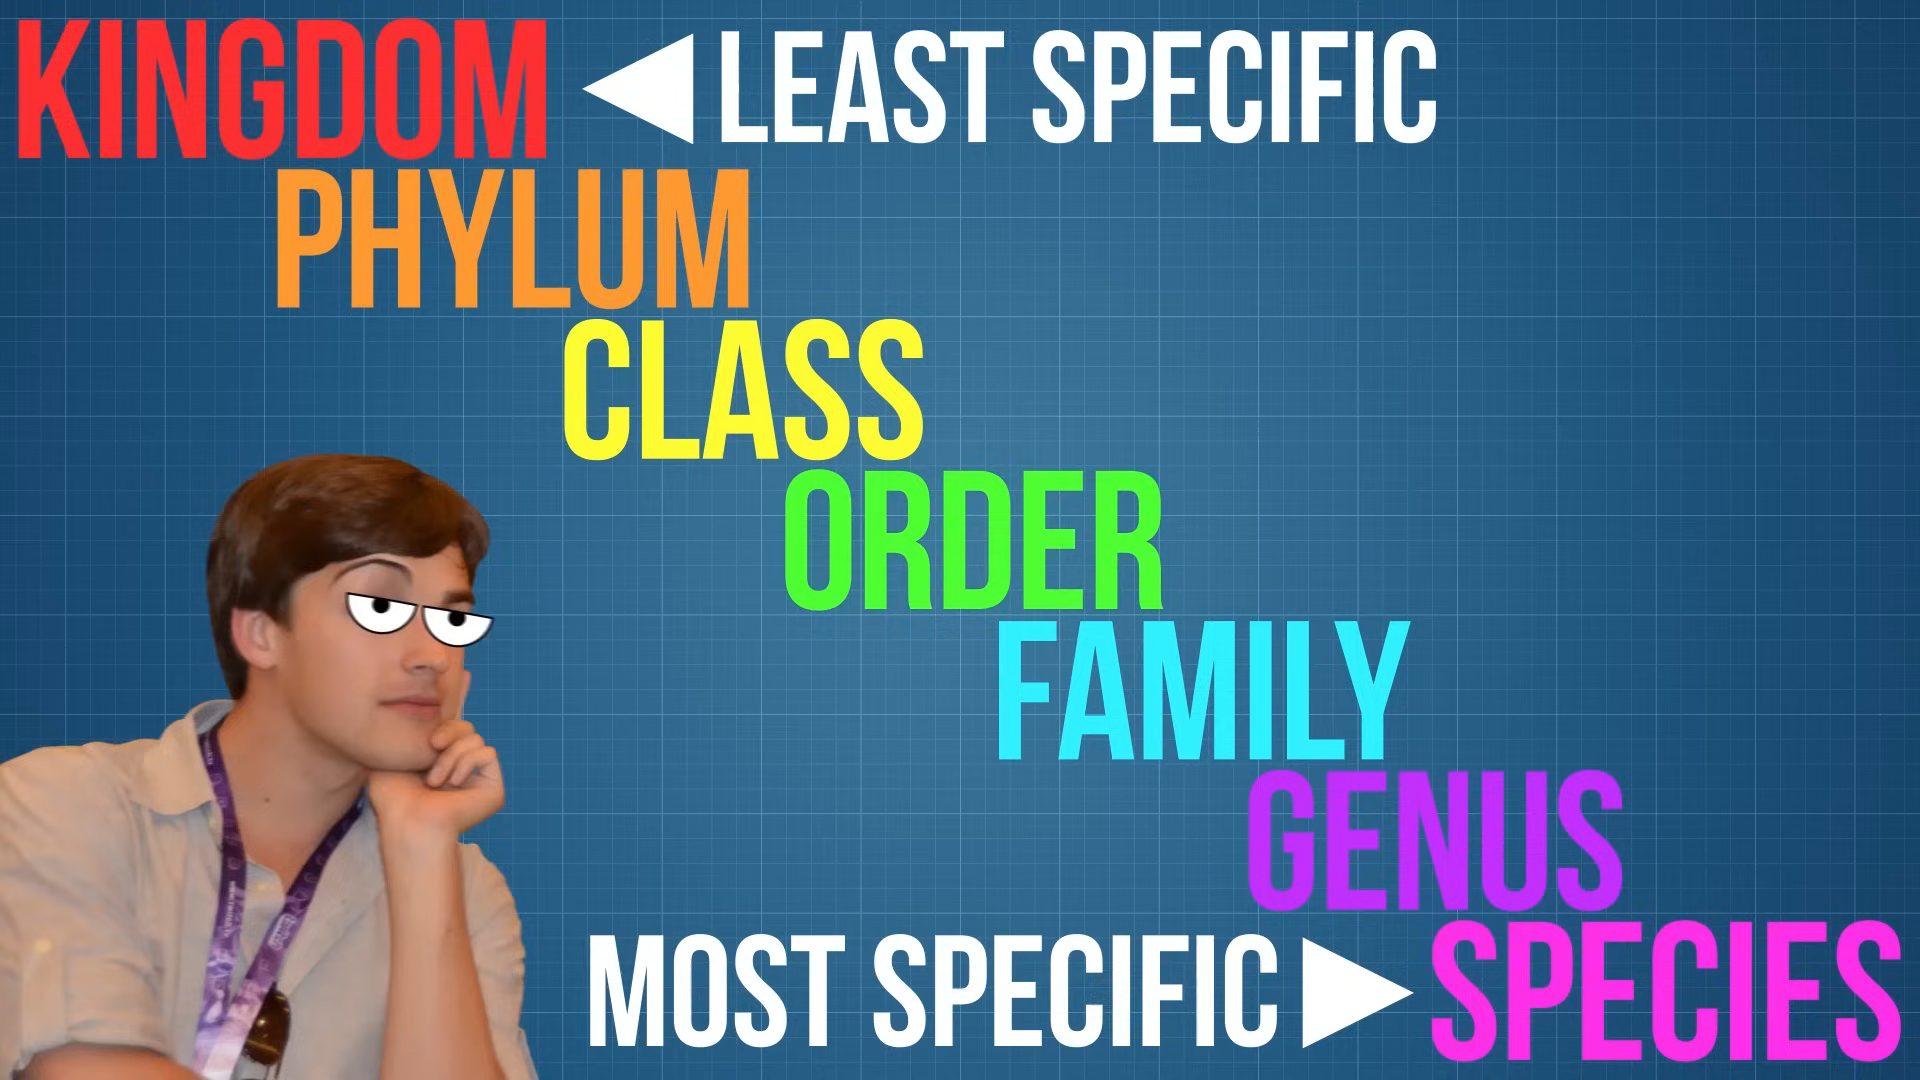 KINGDOM ◀LEAST SPECIFIC
PHYLUM
CLASS
ORDER
FAMILY
GENUS
MOST SPECIFIC▶SPECIES